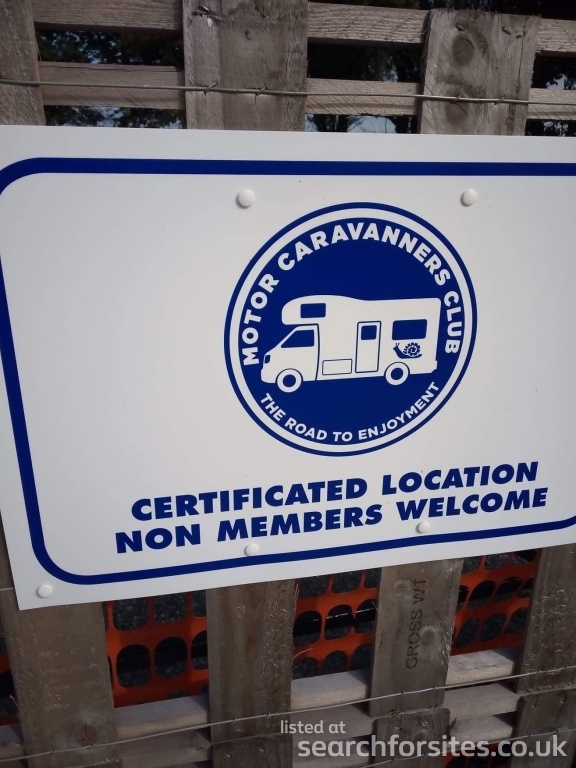 MOTOR CARAVANNERS CLUB
THE ROAD TO ENJOYMENT
CERTIFICATED LOCATION
NON MEMBERS WELCOME
GROSS WT
listed at
searchforsites.co.uk